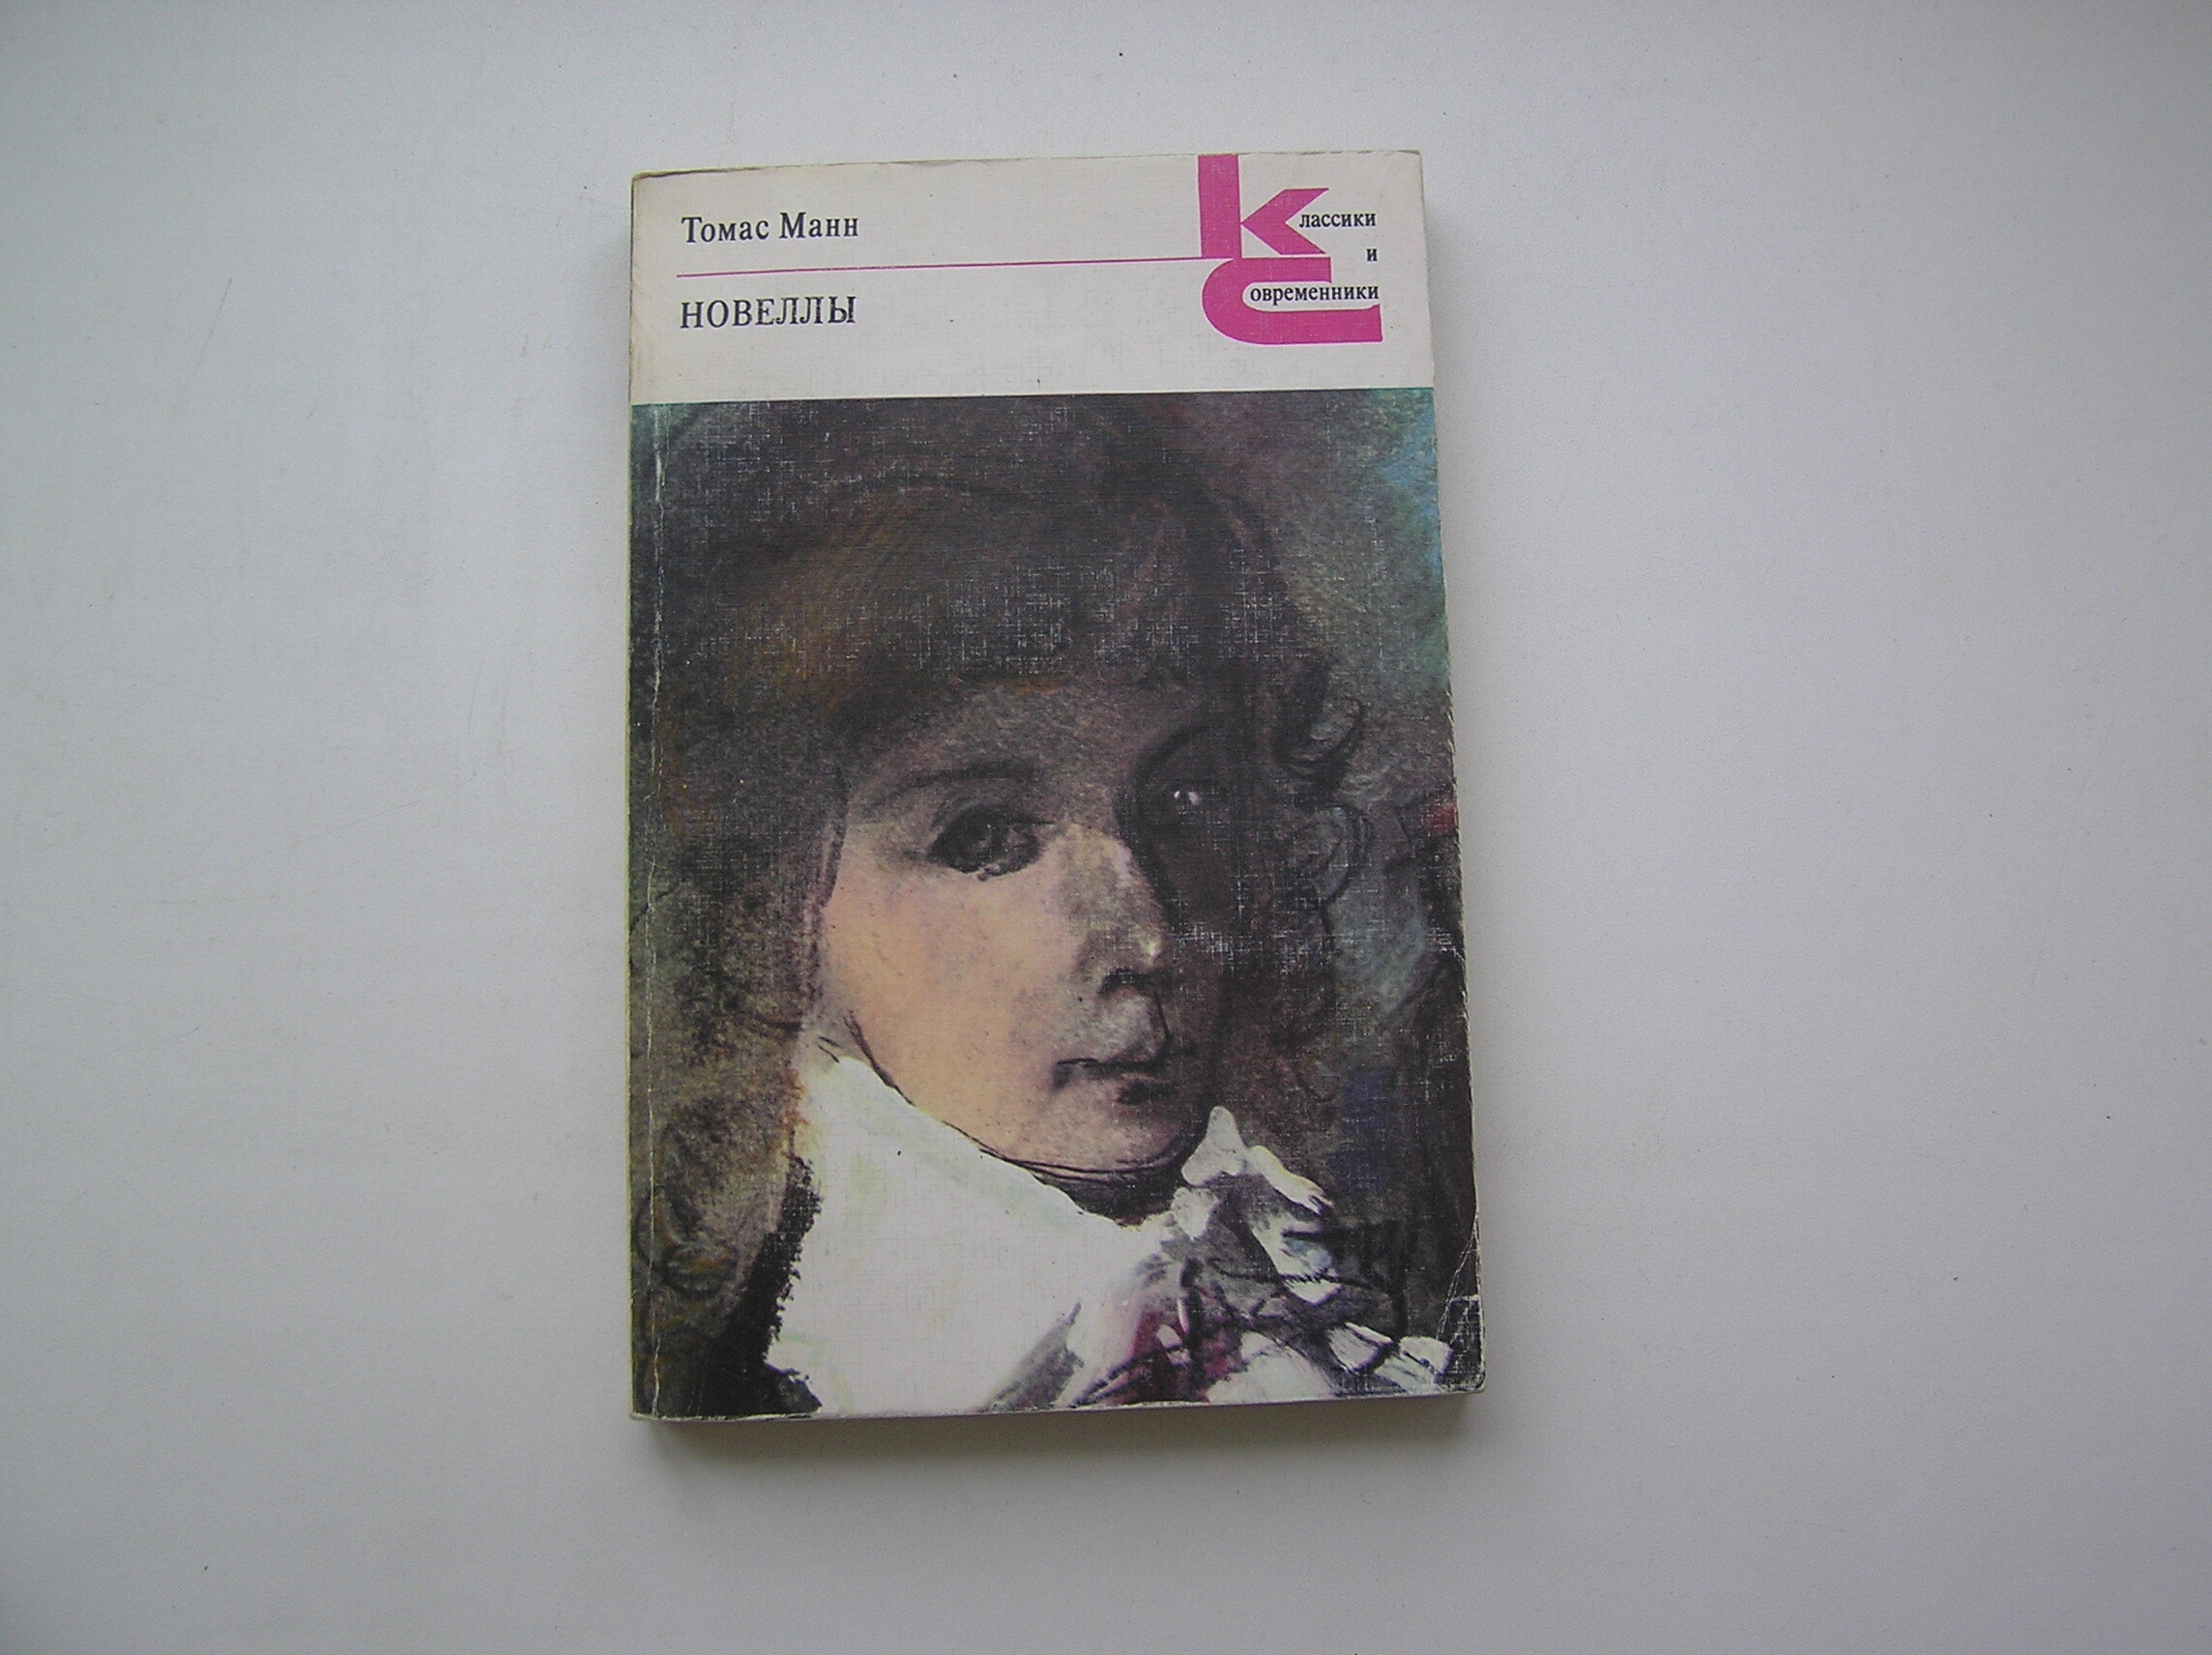 Томас Манн
НОВЕЛЛЫ
Классики
и
Современники